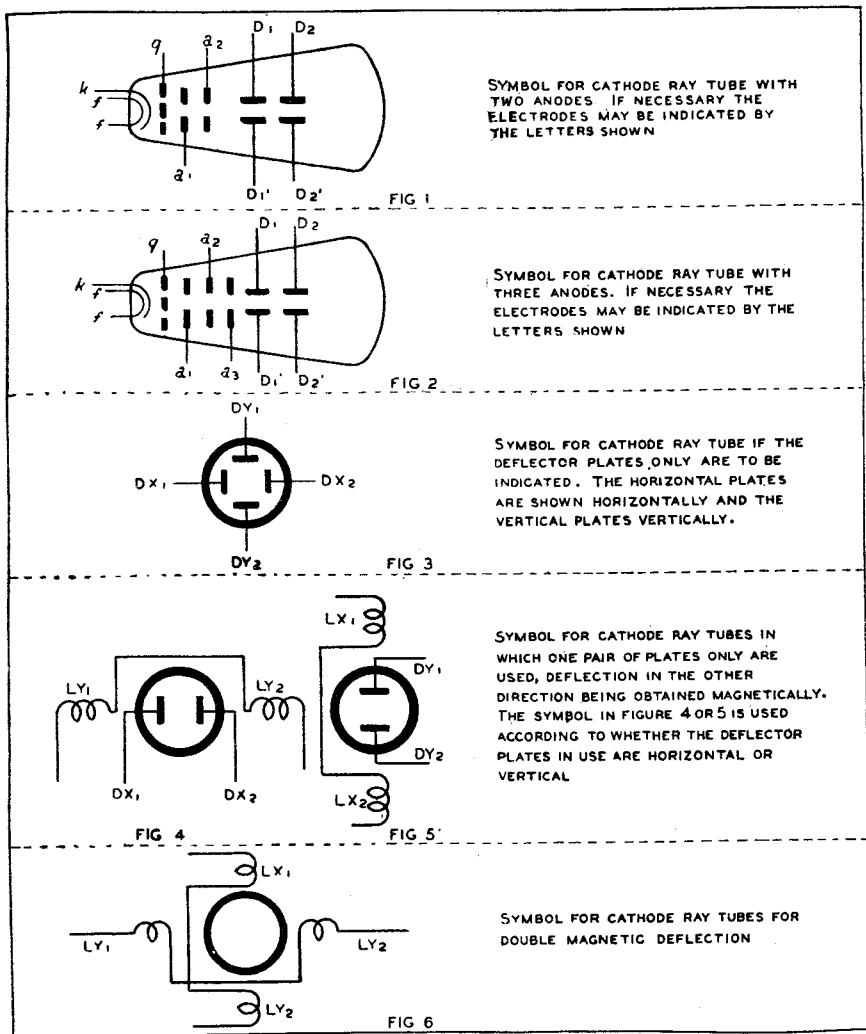 D₁ D₂
g a₂
k
f
f
a₁
D₁' D₂'
FIG 1
SYMBOL FOR CATHODE RAY TUBE WITH
TWO ANODES. IF NECESSARY THE
ELECTRODES MAY BE INDICATED BY
THE LETTERS SHOWN
D₁ D₂
g a₂
k
f
f
a₁ a₃ D₁' D₂'
FIG 2
SYMBOL FOR CATHODE RAY TUBE WITH
THREE ANODES. IF NECESSARY THE
ELECTRODES MAY BE INDICATED BY THE
LETTERS SHOWN
DY₁
DX₁ DX₂
DY₂
FIG 3
SYMBOL FOR CATHODE RAY TUBE IF THE
DEFLECTOR PLATES ONLY ARE TO BE
INDICATED. THE HORIZONTAL PLATES
ARE SHOWN HORIZONTALLY AND THE
VERTICAL PLATES VERTICALLY.
LY₁ LY₂
DX₁ DX₂
FIG 4
LX₁
DY₁
DY₂
LX₂
FIG 5
SYMBOL FOR CATHODE RAY TUBES IN
WHICH ONE PAIR OF PLATES ONLY ARE
USED, DEFLECTION IN THE OTHER
DIRECTION BEING OBTAINED MAGNETICALLY.
THE SYMBOL IN FIGURE 4 OR 5 IS USED
ACCORDING TO WHETHER THE DEFLECTOR
PLATES IN USE ARE HORIZONTAL OR
VERTICAL
LX₁
LY₁ LY₂
LY₂
FIG 6
SYMBOL FOR CATHODE RAY TUBES FOR
DOUBLE MAGNETIC DEFLECTION